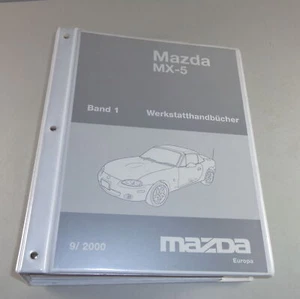 Mazda
MX-5
Band 1 Werkstatthandbücher
9/2000 mazda
Europe